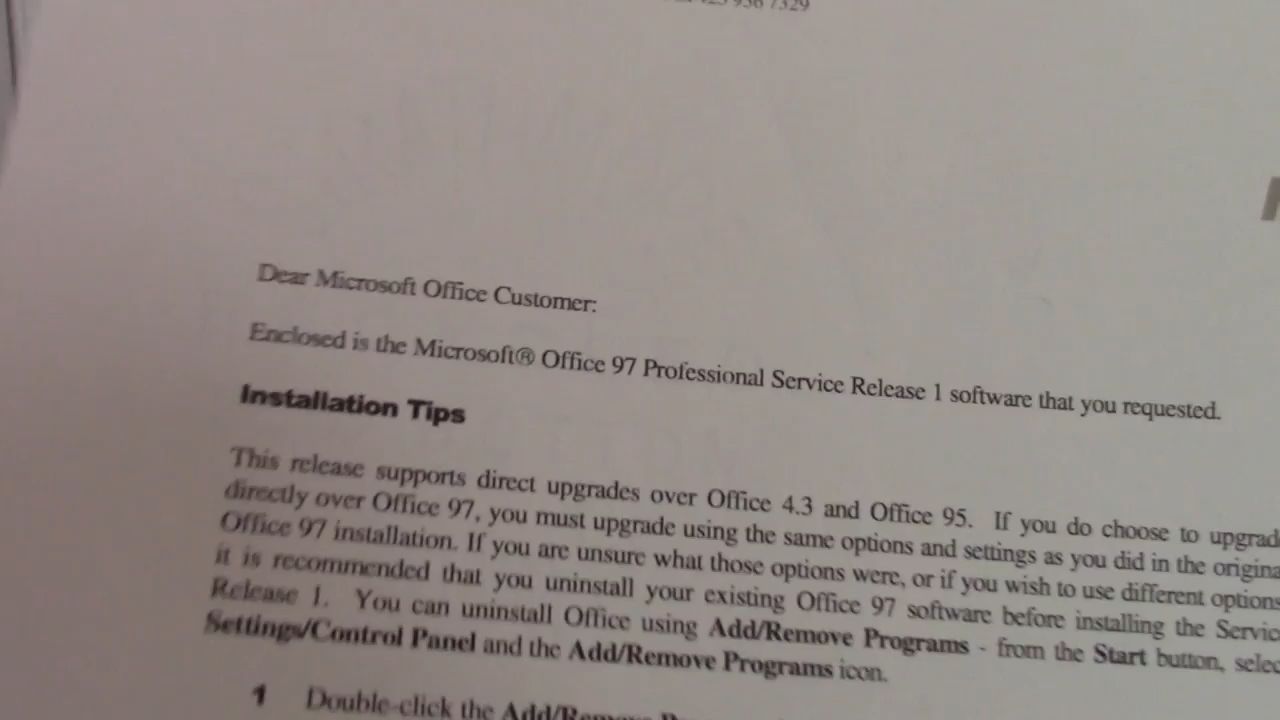 936 7329
Dear Microsoft Office Customer:
Enclosed is the Microsoft® Office 97 Professional Service Release 1 software that you requested.
Installation Tips
This release supports direct upgrades over Office 4.3 and Office 95. If you do choose to upgrad
directly over Office 97, you must upgrade using the same options and settings as you did in the origina
Office 97 installation. If you are unsure what those options were, or if you wish to use different options
it is recommended that you uninstall your existing Office 97 software before installing the Servic
Release 1. You can uninstall Office using Add/Remove Programs - from the Start button, selec
Settings/Control Panel and the Add/Remove Programs icon.
1 Double-click the Add/Remove